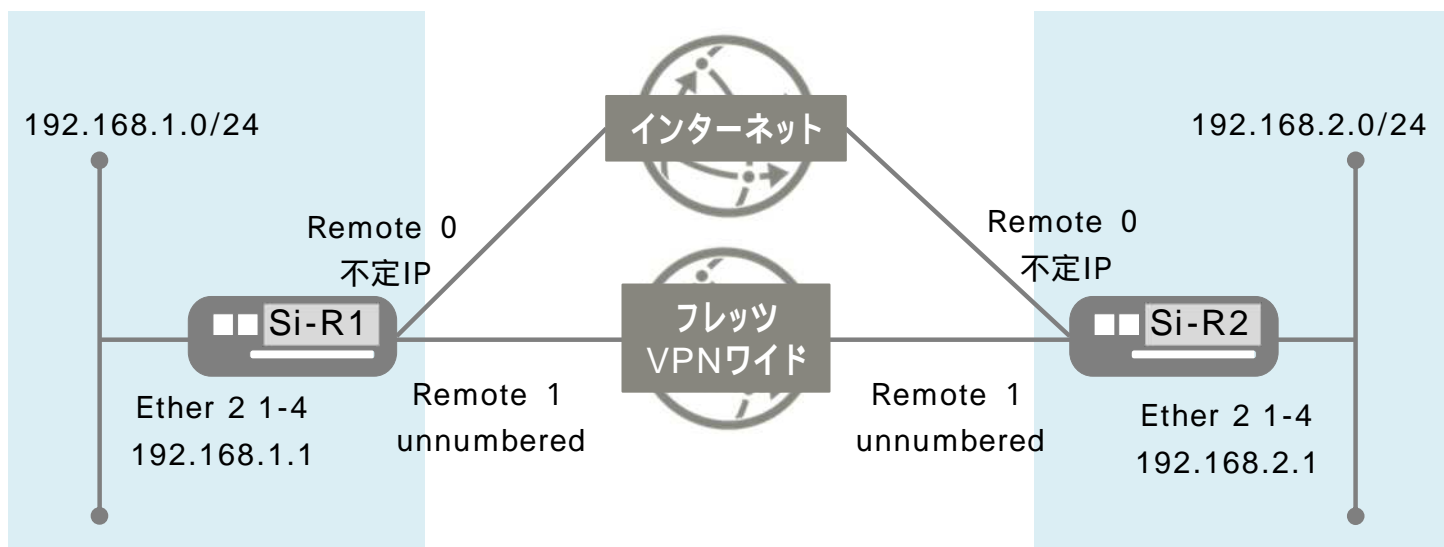 インターネット
192.168.1.0/24
192.168.2.0/24
Remote 0
不定IP
Remote 0
不定IP
Si-R1
フレッツ
VPNワイド
Si-R2
Ether 2 1-4
192.168.1.1
Remote 1
unnumbered
Remote 1
unnumbered
Ether 2 1-4
192.168.2.1